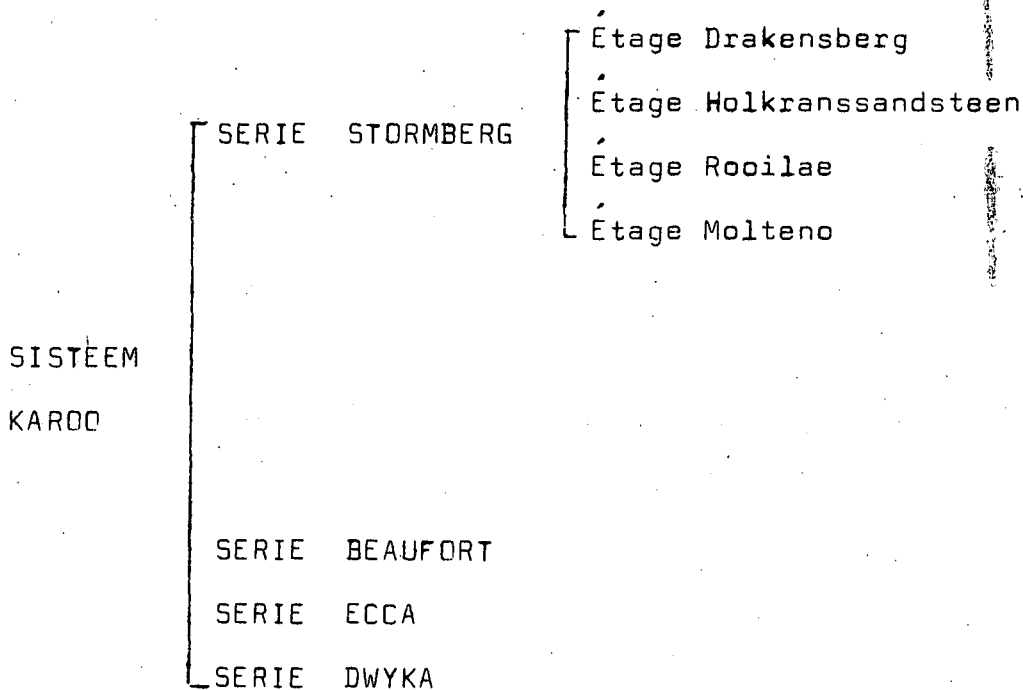 Étage Drakensberg
Étage Holkranssandsteen
SERIE STORMBERG
Étage Rooilae
Étage Molteno
SISTEEM
KAROO
SERIE BEAUFORT
SERIE ECCA
SERIE DWYKA